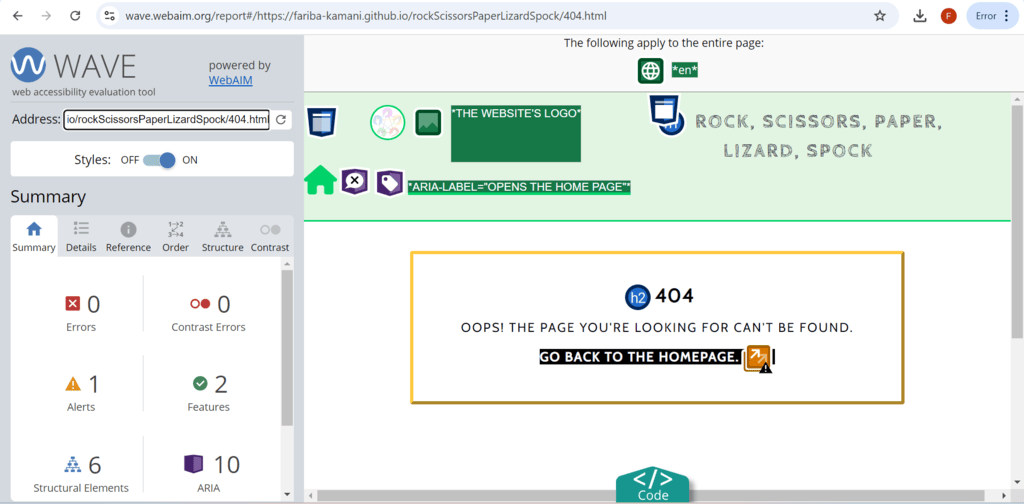 wave.webaim.org/report#/https://fariba-kamani.github.io/rockScissorsPaperLizardSpock/404.html
F
Error
WAVE
web accessibility evaluation tool
powered by
WebAIM
Address:
io/rockScissorsPaperLizardSpock/404.html
Styles: OFF ON
Summary
Summary Details Reference Order Structure Contrast
0
Errors
0
Contrast Errors
1
Alerts
2
Features
6
Structural Elements
10
ARIA
The following apply to the entire page:
*en*
*THE WEBSITE'S LOGO*
ROCK, SCISSORS, PAPER,
LIZARD, SPOCK
*ARIA-LABEL="OPENS THE HOME PAGE"*
h2 404
OOPS! THE PAGE YOU'RE LOOKING FOR CAN'T BE FOUND.
GO BACK TO THE HOMEPAGE.
</>
Code